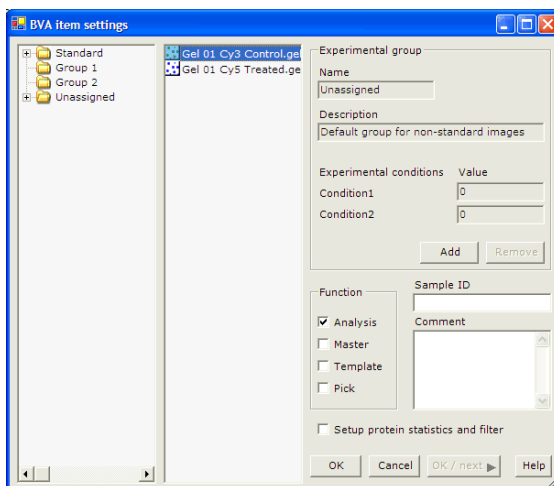 BVA item settings
Standard
Group 1
Group 2
Unassigned
Gel 01 Cy3 Control.gel
Gel 01 Cy5 Treated.ge
Experimental group
Name
Unassigned
Description
Default group for non-standard images
Experimental conditions Value
Condition1 0
Condition2 0
Add Remove
Function
Analysis
Master
Template
Pick
Sample ID
Comment
Setup protein statistics and filter
OK Cancel OK / next Help